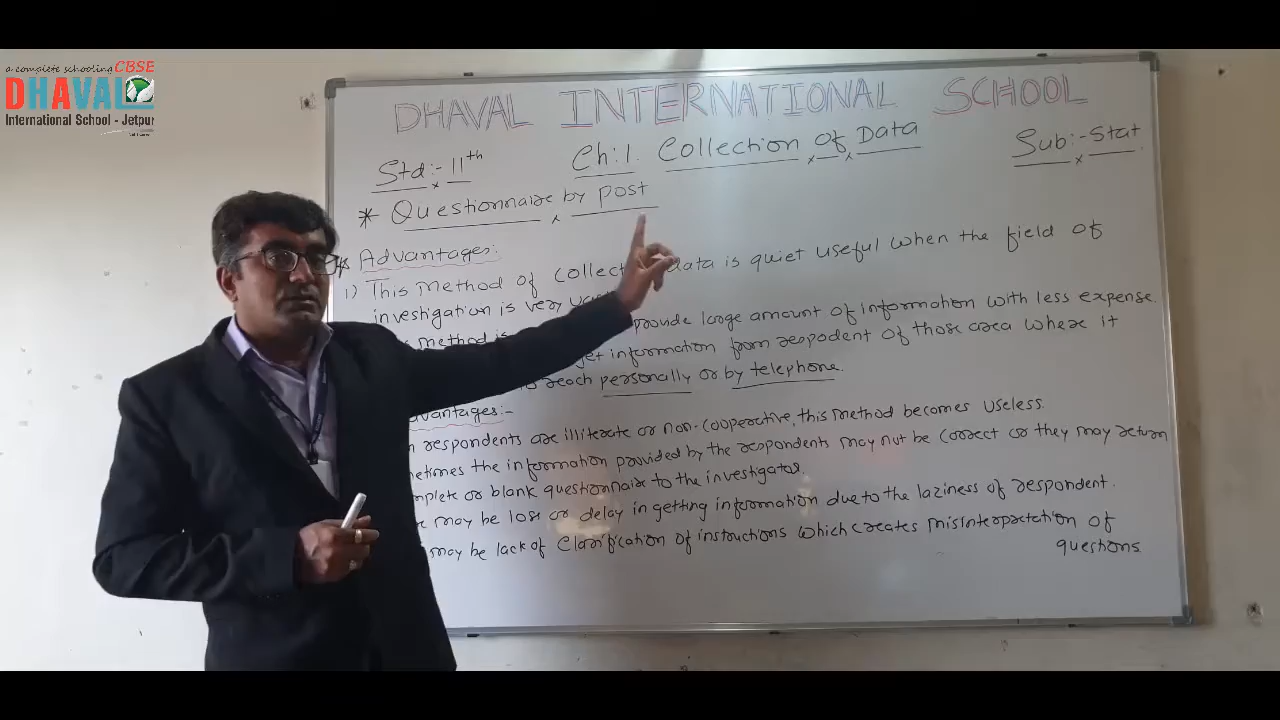 a complete schooling CBSE
DHAVAL
International School - Jetpur
DHAVAL INTERNATIONAL SCHOOL
Std:- 11th Ch:1. Collection of Data Sub:- Stat
* Questionnaire by post
* Advantages:
1) This method of collect data is quiet useful when the field of
investigation is very
method is provide large amount of information with less expense.
get information from respodent of those area where it
reach personally or by telephone.
advantages:-
respondents are illiterate or non-cooperative, this method becomes useless.
metimes the information provided by the respondents may not be correct or they may return
mplete or blank questionnaire to the investigator.
may be loss or delay in getting information due to the laziness of respondent.
may be lack of clarification of instructions which creates misinterpretation of
questions